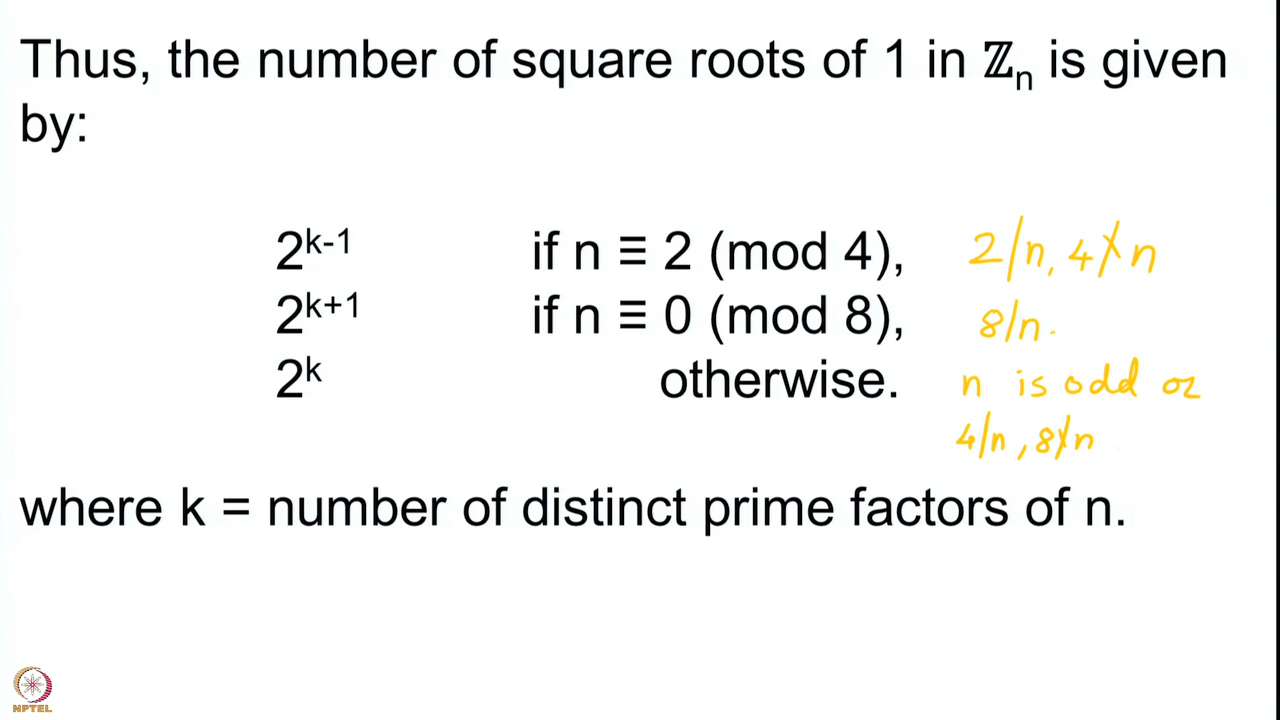 Thus, the number of square roots of 1 in ℤₙ is given
by:
2^{k-1} if n ≡ 2 (mod 4), 2/n, 4∤n
2^{k+1} if n ≡ 0 (mod 8), 8/n.
2^k otherwise. n is odd or
4/n, 8∤n
where k = number of distinct prime factors of n.
NPTEL